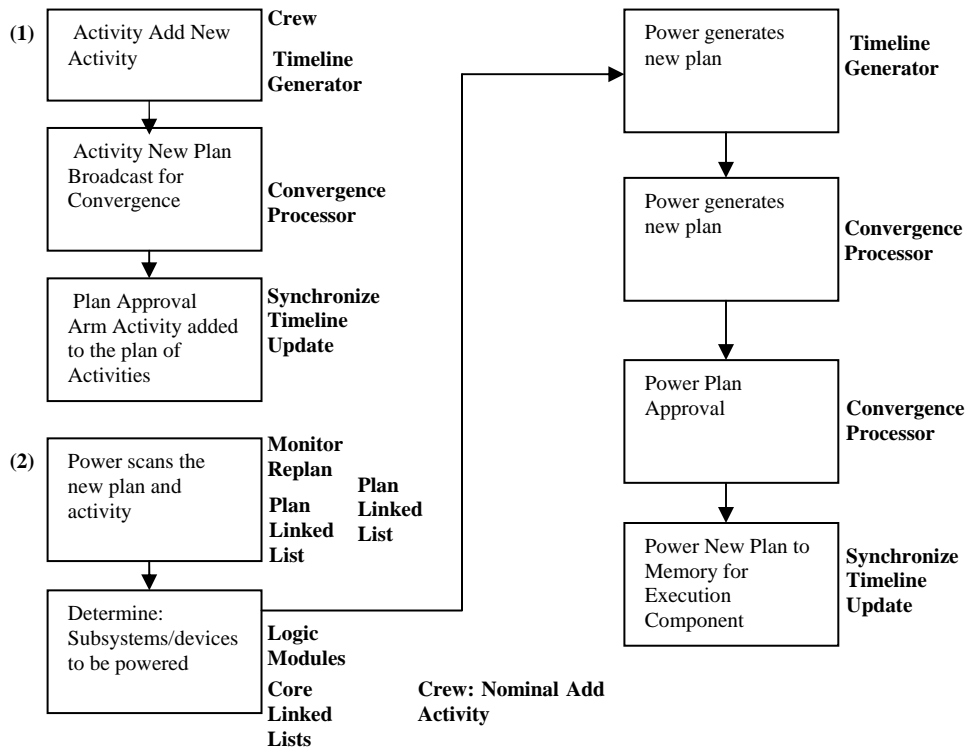 (1)
Activity Add New
Activity
Crew
Timeline
Generator
Activity New Plan
Broadcast for
Convergence
Convergence
Processor
Plan Approval
Arm Activity added
to the plan of
Activities
Synchronize
Timeline
Update
(2)
Power scans the
new plan and
activity
Monitor
Replan
Plan
Linked
List
Plan
Linked
List
Determine:
Subsystems/devices
to be powered
Logic
Modules
Core
Linked
Lists
Crew: Nominal Add
Activity
Power generates
new plan
Timeline
Generator
Power generates
new plan
Convergence
Processor
Power Plan
Approval
Convergence
Processor
Power New Plan to
Memory for
Execution
Component
Synchronize
Timeline
Update